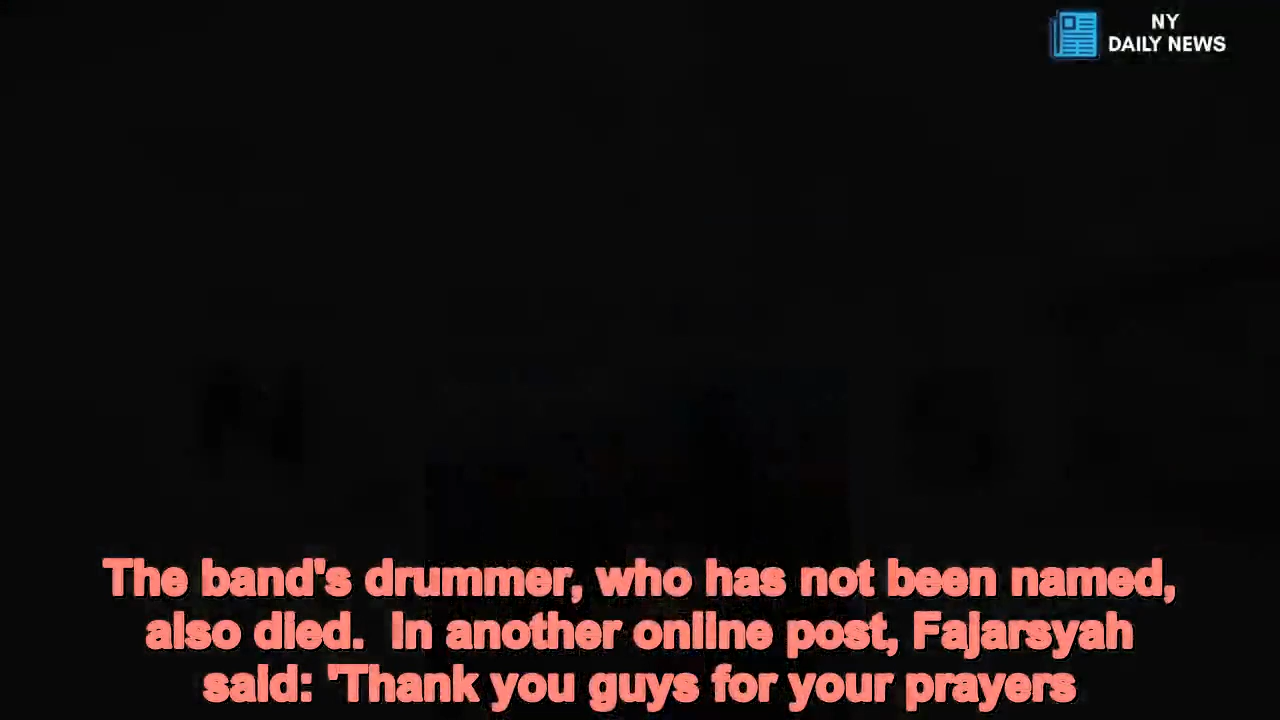 NY
DAILY NEWS
The band's drummer, who has not been named,
also died.  In another online post, Fajarsyah
said: 'Thank you guys for your prayers